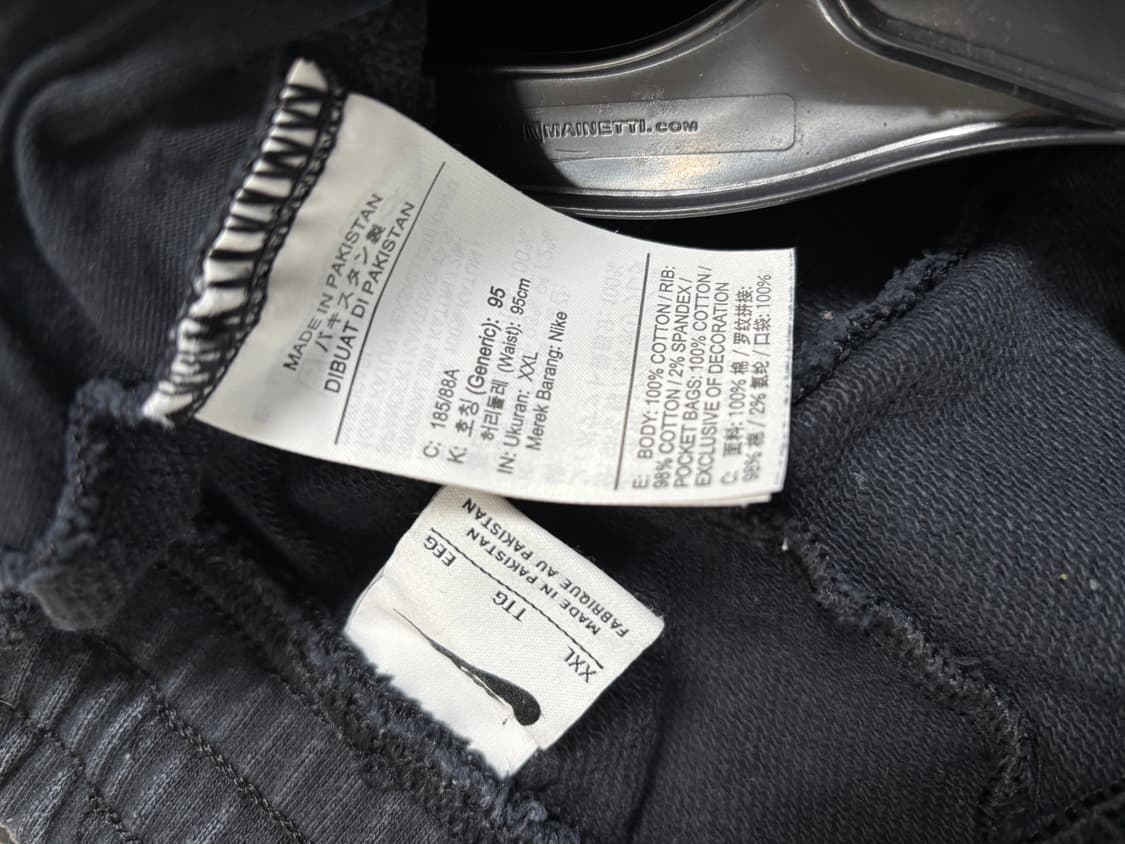 MAINETTI.COM
MADE IN PAKISTAN
パキスタン製
DIBUAT DI PAKISTAN
C: 185/88A
K: 호칭 (Generic): 95
허리둘레 (Waist): 95cm
IN: Ukuran: XXL
Merek Barang: Nike
E: BODY: 100% COTTON / RIB:
98% COTTON / 2% SPANDEX /
POCKET BAGS: 100% COTTON /
EXCLUSIVE OF DECORATION
C: 面料: 100% 棉 / 罗纹拼接:
98% 棉 / 2% 氨纶 / 口袋: 100%
XXL
TTG
EEG
MADE IN PAKISTAN
FABRIQUE AU PAKISTAN